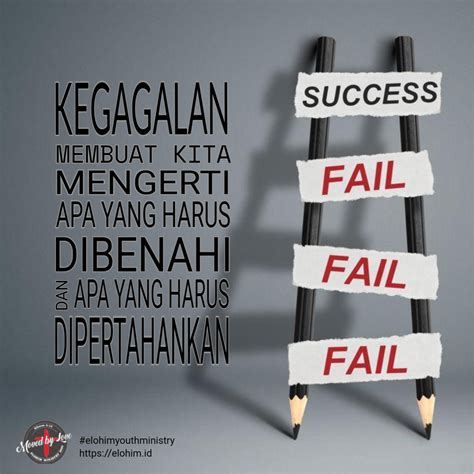 KEGAGALAN
MEMBUAT KITA
MENGERTI
APA YANG HARUS
DIBENAHI
DAN APA YANG HARUS
DIPERTAHANKAN
SUCCESS
FAIL
FAIL
FAIL
Moved by Love
#elohimyouthministry
https://elohim.id